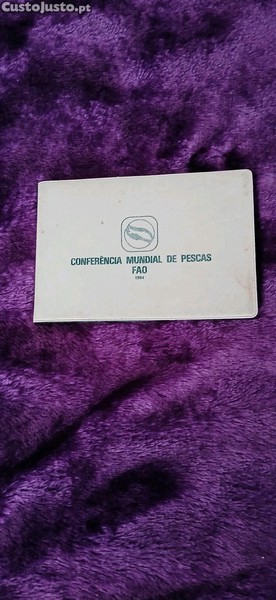 CustoJusto.pt
CONFERÊNCIA MUNDIAL DE PESCAS
FAO
1984